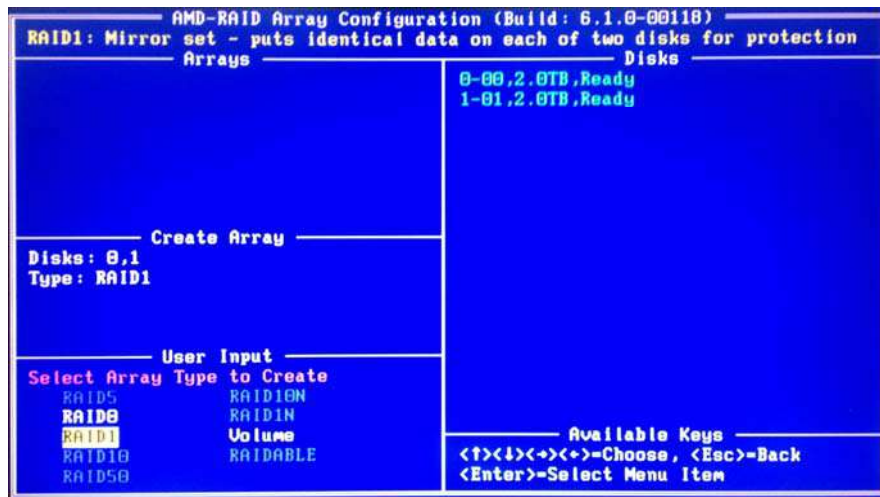 AMD-RAID Array Configuration (Build: 6.1.0-00118)
RAID1: Mirror set - puts identical data on each of two disks for protection
Arrays
Disks
0-00,2.0TB,Ready
1-01,2.0TB,Ready
Create Array
Disks: 0,1
Type: RAID1
User Input
Select Array Type to Create
RAID5 RAID10N
RAID0 RAID1N
RAID1 Volume
RAID10 RAIDABLE
RAID50
Available Keys
<↑><↓><→><←>=Choose, <Esc>=Back
<Enter>=Select Menu Item